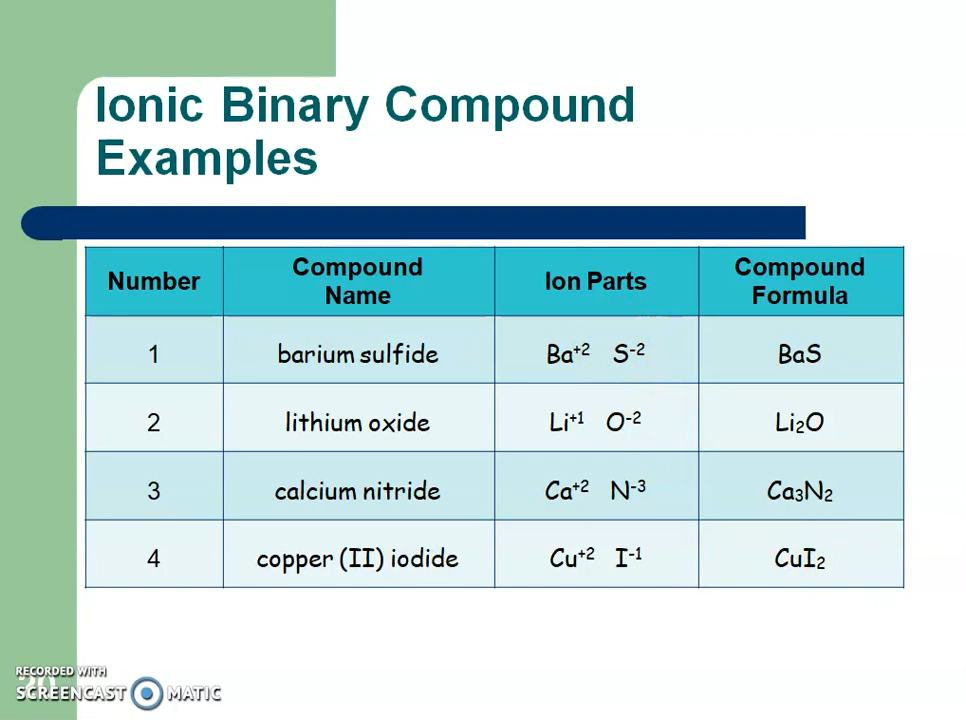 Ionic Binary Compound
Examples
Number
Compound
Name
Ion Parts
Compound
Formula
1
barium sulfide
Ba⁺² S⁻²
BaS
2
lithium oxide
Li⁺¹ O⁻²
Li₂O
3
calcium nitride
Ca⁺² N⁻³
Ca₃N₂
4
copper (II) iodide
Cu⁺² I⁻¹
CuI₂
RECORDED WITH
SCREENCAST MATIC